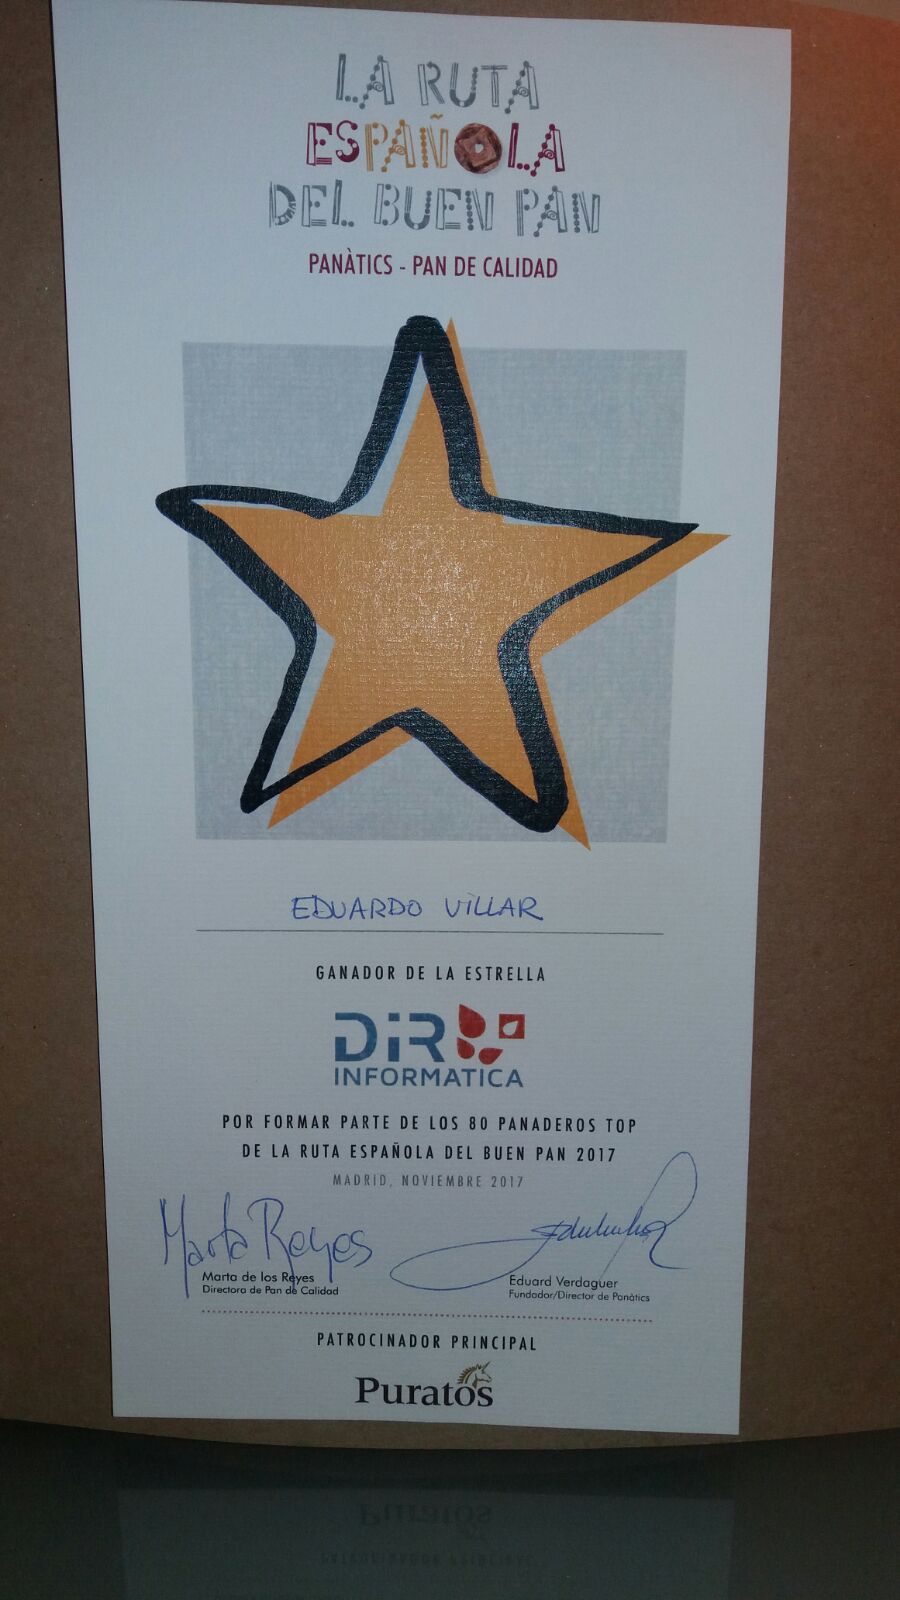 LA RUTA
ESPAÑOLA
DEL BUEN PAN
PANÀTICS - PAN DE CALIDAD
EDUARDO VILLAR
GANADOR DE LA ESTRELLA
DiR
INFORMATICA
POR FORMAR PARTE DE LOS 80 PANADEROS TOP
DE LA RUTA ESPAÑOLA DEL BUEN PAN 2017
MADRID, NOVIEMBRE 2017
Marta Reyes
Marta de los Reyes
Directora de Pan de Calidad
Eduard Verdaguer
Fundador/Director de Panàtics
PATROCINADOR PRINCIPAL
Puratos